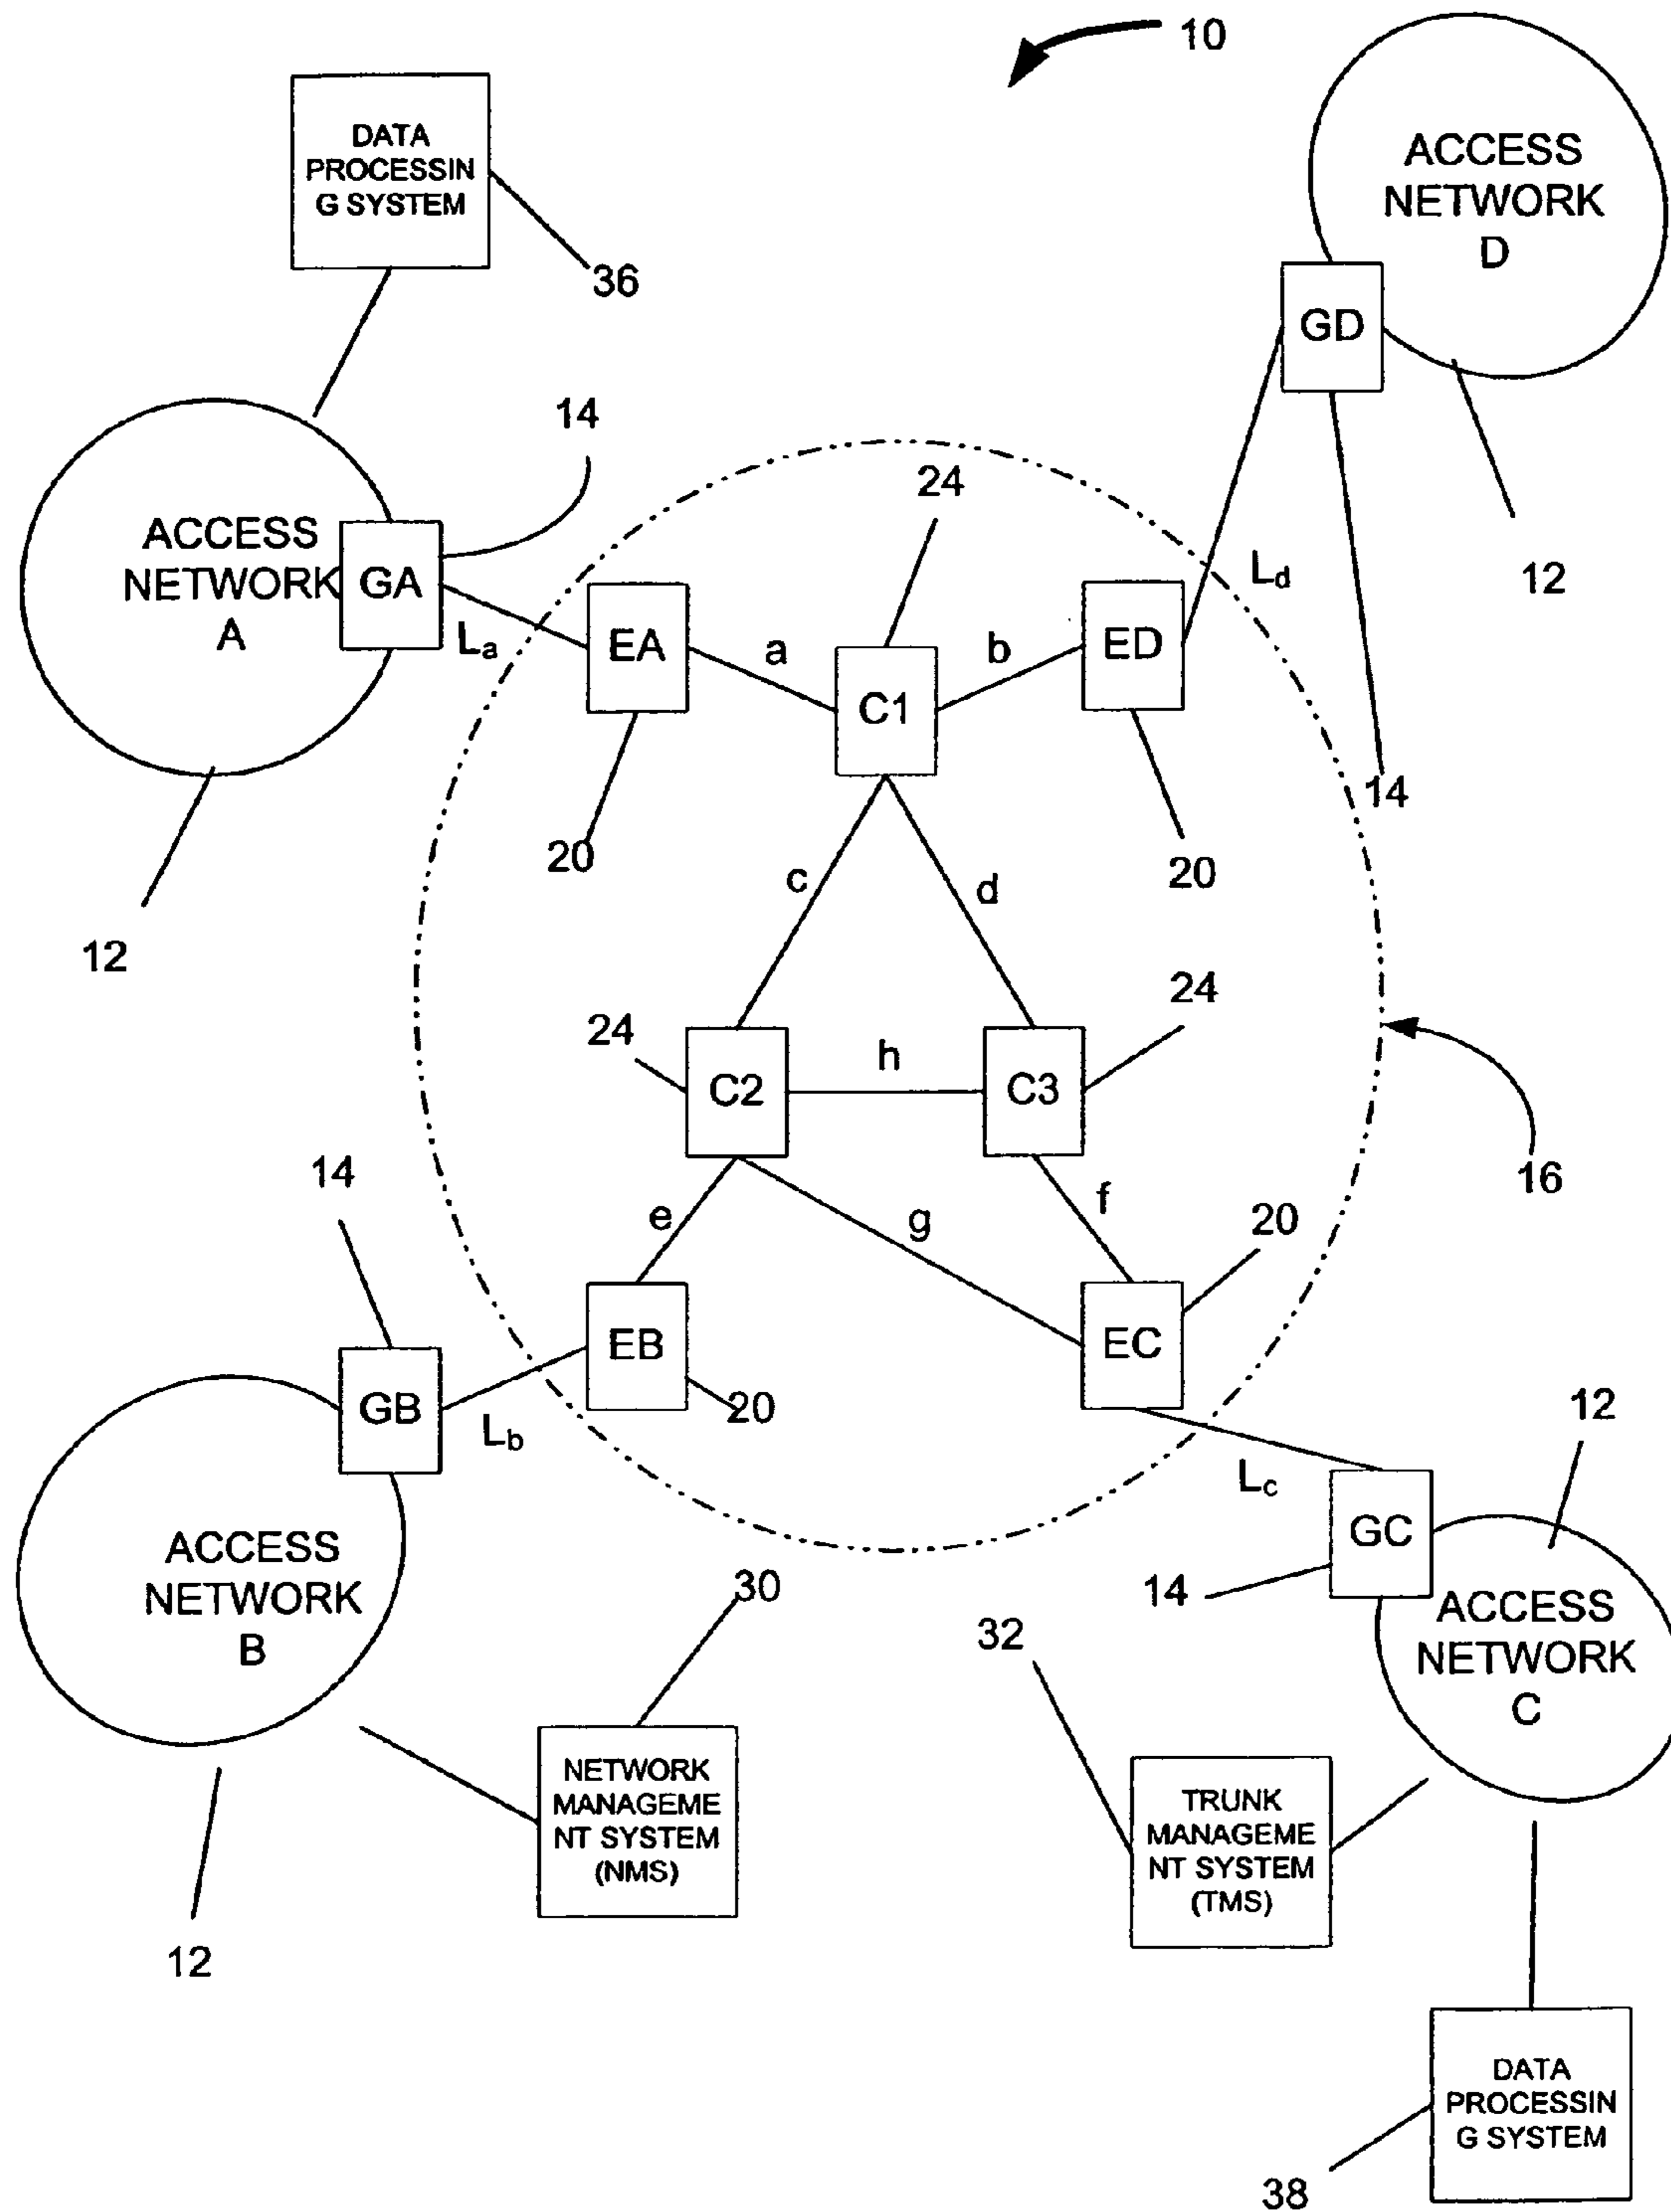 10
DATA
PROCESSIN
G SYSTEM
36
ACCESS
NETWORK
D
GD
12
14
14
24
ACCESS
NETWORK
A
GA
La
EA
a
C1
b
ED
Ld
20
20
12
c
d
24
C2
h
C3
24
16
14
e
g
f
20
GB
Lb
EB
20
EC
12
Lc
GC
14
ACCESS
NETWORK
B
30
32
ACCESS
NETWORK
C
NETWORK
MANAGEME
NT SYSTEM
(NMS)
TRUNK
MANAGEME
NT SYSTEM
(TMS)
12
DATA
PROCESSIN
G SYSTEM
38